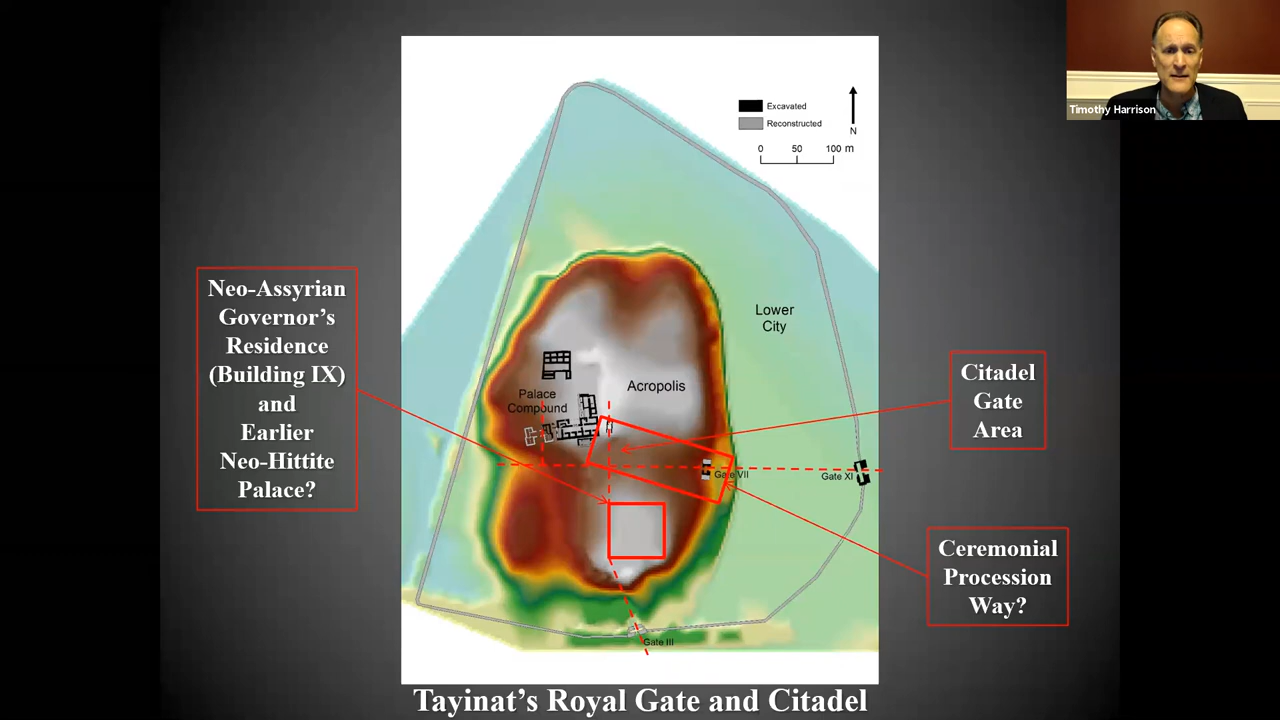 Timothy Harrison
Excavated
Reconstructed
N
0 50 100 m
Neo-Assyrian
Governor’s
Residence
(Building IX)
and
Earlier
Neo-Hittite
Palace?
Lower
City
Acropolis
Palace
Compound
Citadel
Gate
Area
Gate VII
Gate XI
Ceremonial
Procession
Way?
Gate III
Tayinat’s Royal Gate and Citadel